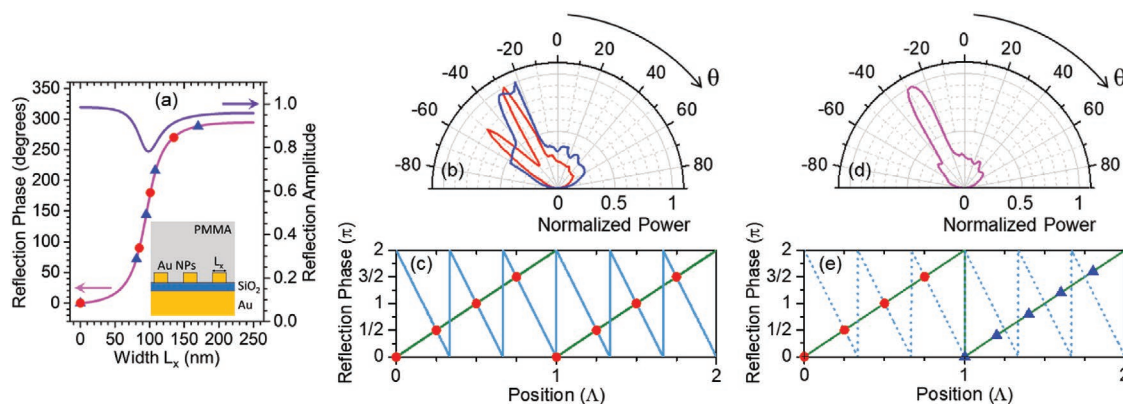 (a)
Reflection Phase (degrees)
350
300
250
200
150
100
50
0
1.0
0.8
0.6
0.4
0.2
0.0
Reflection Amplitude
PMMA
Au NPs
Lx
SiO2
Au
0 50 100 150 200 250
Width Lx (nm)
(b)
-80 -60 -40 -20 0 20 40 60 80
θ
0 0.5 1
Normalized Power
(c)
Reflection Phase (π)
2
3/2
1
1/2
0
0 1 2
Position (Λ)
(d)
-80 -60 -40 -20 0 20 40 60 80
θ
0 0.5 1
Normalized Power
(e)
Reflection Phase (π)
2
3/2
1
1/2
0
0 1 2
Position (Λ)